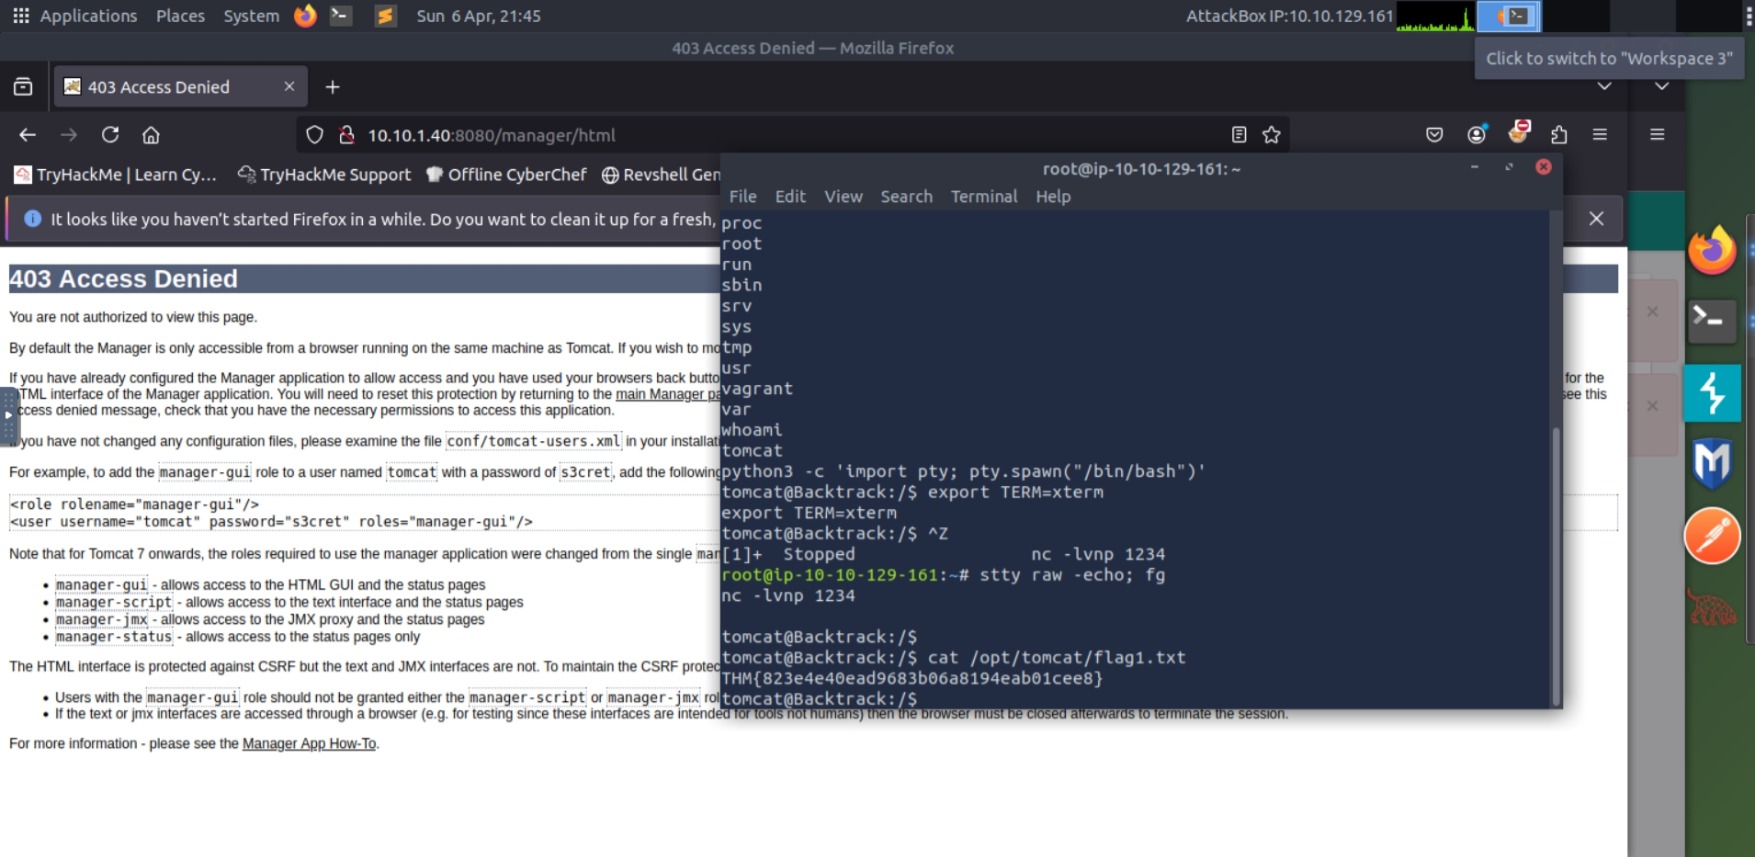 Applications Places System Sun 6 Apr, 21:45 AttackBox IP:10.10.129.161
403 Access Denied — Mozilla Firefox
Click to switch to "Workspace 3"
403 Access Denied
10.10.1.40:8080/manager/html
TryHackMe | Learn Cy... TryHackMe Support Offline CyberChef Revshell Gen
It looks like you haven't started Firefox in a while. Do you want to clean it up for a fresh,
403 Access Denied
You are not authorized to view this page.
By default the Manager is only accessible from a browser running on the same machine as Tomcat. If you wish to mo
If you have already configured the Manager application to allow access and you have used your browsers back butto for the
TML interface of the Manager application. You will need to reset this protection by returning to the main Manager pa see this
ccess denied message, check that you have the necessary permissions to access this application.
you have not changed any configuration files, please examine the file conf/tomcat-users.xml in your installati
For example, to add the manager-gui role to a user named tomcat with a password of s3cret, add the following
<role rolename="manager-gui"/>
<user username="tomcat" password="s3cret" roles="manager-gui"/>
Note that for Tomcat 7 onwards, the roles required to use the manager application were changed from the single man
• manager-gui - allows access to the HTML GUI and the status pages
• manager-script - allows access to the text interface and the status pages
• manager-jmx - allows access to the JMX proxy and the status pages
• manager-status - allows access to the status pages only
The HTML interface is protected against CSRF but the text and JMX interfaces are not. To maintain the CSRF protec
• Users with the manager-gui role should not be granted either the manager-script or manager-jmx rol
• If the text or jmx interfaces are accessed through a browser (e.g. for testing since these interfaces are intended for tools not humans) then the browser must be closed afterwards to terminate the session.
For more information - please see the Manager App How-To.
root@ip-10-10-129-161: ~
File Edit View Search Terminal Help
proc
root
run
sbin
srv
sys
tmp
usr
vagrant
var
whoami
tomcat
python3 -c 'import pty; pty.spawn("/bin/bash")'
tomcat@Backtrack:/$ export TERM=xterm
export TERM=xterm
tomcat@Backtrack:/$ ^Z
[1]+ Stopped nc -lvnp 1234
root@ip-10-10-129-161:~# stty raw -echo; fg
nc -lvnp 1234
tomcat@Backtrack:/$
tomcat@Backtrack:/$ cat /opt/tomcat/flag1.txt
THM{823e4e40ead9683b06a8194eab01cee8}
tomcat@Backtrack:/$